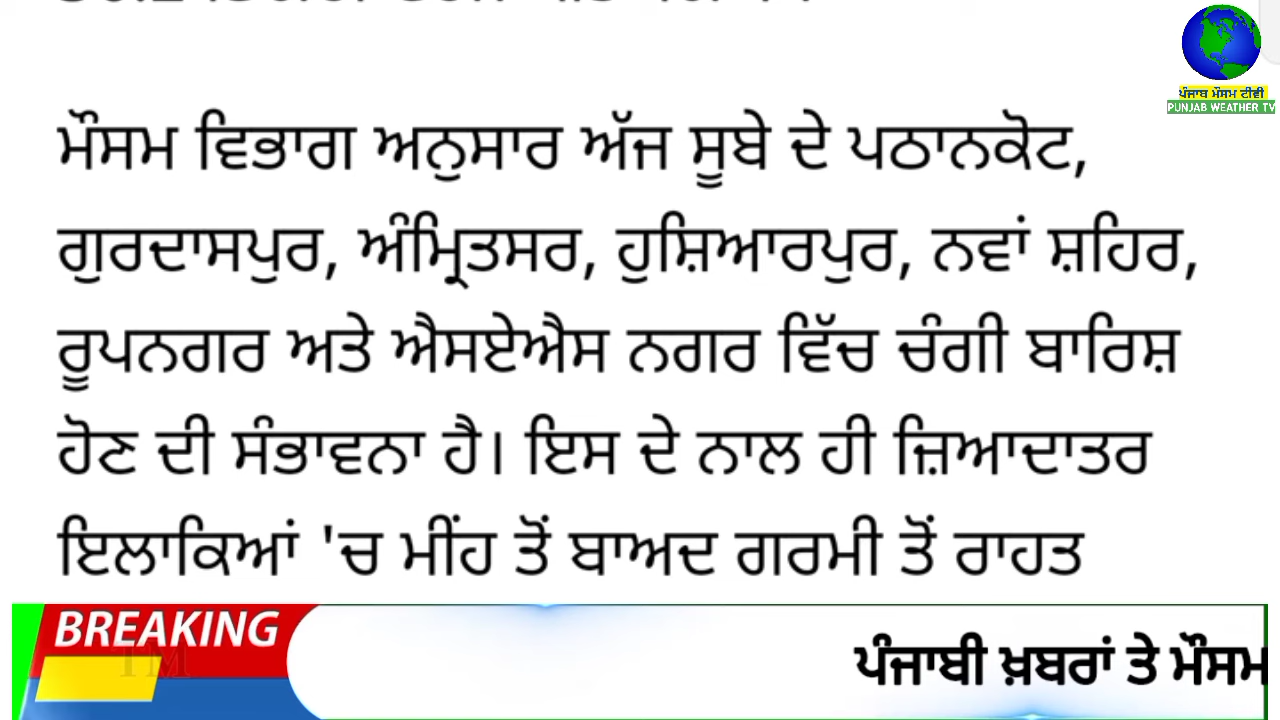 ਪੰਜਾਬ ਮੌਸਮ ਟੀਵੀ
PUNJAB WEATHER TV
ਮੌਸਮ ਵਿਭਾਗ ਅਨੁਸਾਰ ਅੱਜ ਸੂਬੇ ਦੇ ਪਠਾਨਕੋਟ,
ਗੁਰਦਾਸਪੁਰ, ਅੰਮ੍ਰਿਤਸਰ, ਹੁਸ਼ਿਆਰਪੁਰ, ਨਵਾਂ ਸ਼ਹਿਰ,
ਰੂਪਨਗਰ ਅਤੇ ਐਸਏਐਸ ਨਗਰ ਵਿੱਚ ਚੰਗੀ ਬਾਰਿਸ਼
ਹੋਣ ਦੀ ਸੰਭਾਵਨਾ ਹੈ। ਇਸ ਦੇ ਨਾਲ ਹੀ ਜ਼ਿਆਦਾਤਰ
ਇਲਾਕਿਆਂ 'ਚ ਮੀਂਹ ਤੋਂ ਬਾਅਦ ਗਰਮੀ ਤੋਂ ਰਾਹਤ
BREAKING
TM
ਪੰਜਾਬੀ ਖ਼ਬਰਾਂ ਤੇ ਮੌਸਮ